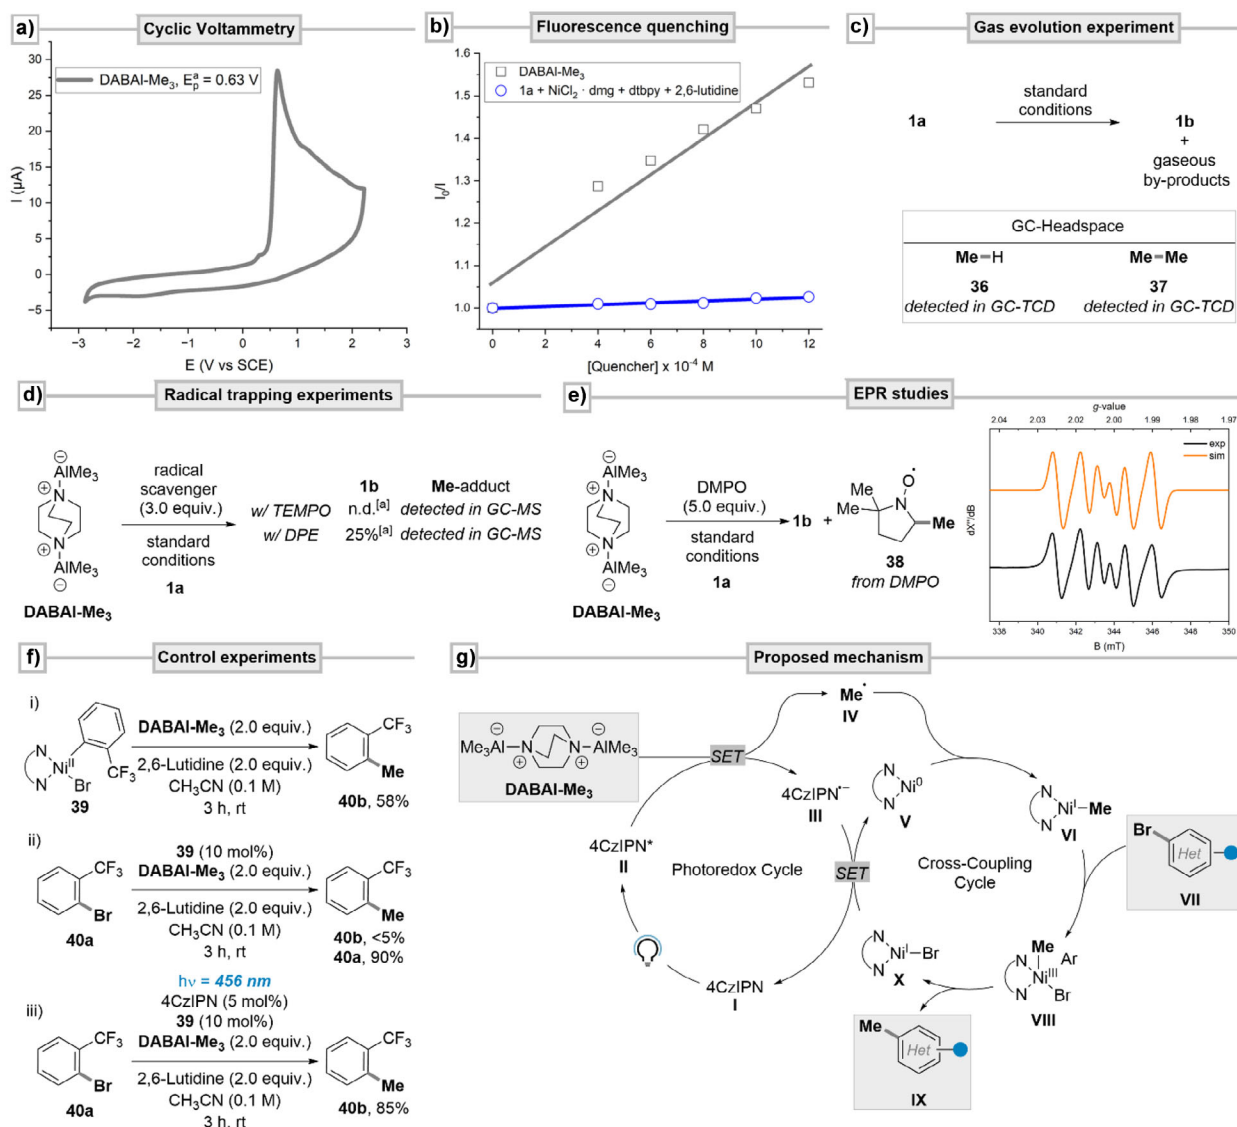 a)
Cyclic Voltammetry
DABAl-Me₃, Eₚᵃ = 0.63 V
30
25
20
15
10
5
0
−5
I (µA)
−3 −2 −1 0 1 2 3
E (V vs SCE)
b)
Fluorescence quenching
DABAl-Me₃
1a + NiCl₂ · dmg + dtbpy + 2,6-lutidine
1.6
1.5
1.4
1.3
1.2
1.1
1.0
I₀/I
0 2 4 6 8 10 12
[Quencher] x 10⁻⁴ M
c)
Gas evolution experiment
1a
standard
conditions
1b
+
gaseous
by-products
GC-Headspace
Me–H Me–Me
36 37
detected in GC-TCD detected in GC-TCD
d)
Radical trapping experiments
⊖
AlMe₃
⊕
N
N
⊕
AlMe₃
⊖
DABAl-Me₃
radical
scavenger
(3.0 equiv.)
standard
conditions
1a
1b Me-adduct
w/ TEMPO n.d.[a] detected in GC-MS
w/ DPE 25%[a] detected in GC-MS
e)
EPR studies
⊖
AlMe₃
⊕
N
N
⊕
AlMe₃
⊖
DABAl-Me₃
DMPO
(5.0 equiv.)
standard
conditions
1a
1b +
O•
Me
Me
N
Me
38
from DMPO
g-value
2.04 2.03 2.02 2.01 2.00 1.99 1.98 1.97
exp
sim
dX''/dB
336 338 340 342 344 346 348 350
B (mT)
f)
Control experiments
i)
N
N
Niᴵᴵ
Br
CF₃
39
DABAl-Me₃ (2.0 equiv.)
2,6-Lutidine (2.0 equiv.)
CH₃CN (0.1 M)
3 h, rt
CF₃
Me
40b, 58%
ii)
CF₃
Br
40a
39 (10 mol%)
DABAl-Me₃ (2.0 equiv.)
2,6-Lutidine (2.0 equiv.)
CH₃CN (0.1 M)
3 h, rt
CF₃
Me
40b, <5%
40a, 90%
iii)
CF₃
Br
40a
hν = 456 nm
4CzIPN (5 mol%)
39 (10 mol%)
DABAl-Me₃ (2.0 equiv.)
2,6-Lutidine (2.0 equiv.)
CH₃CN (0.1 M)
3 h, rt
CF₃
Me
40b, 85%
g)
Proposed mechanism
⊖ ⊖
Me₃Al N N AlMe₃
⊕ ⊕
DABAl-Me₃
SET
Me•
IV
4CzIPN•−
III
4CzIPN*
II
Photoredox Cycle
4CzIPN
I
SET
N
N
Ni⁰
V
Cross-Coupling
Cycle
N
N
Niᴵ–Me
VI
Br
Het
VII
N
N
Me
Niᴵᴵᴵ
Ar
Br
VIII
N
N
Niᴵ–Br
X
Me
Het
IX